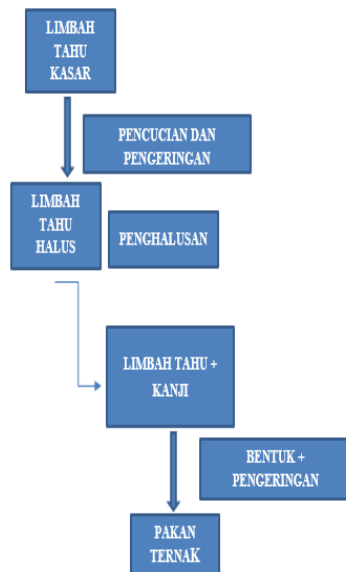 LIMBAH
TAHU
KASAR
PENCUCIAN DAN
PENGERINGAN
LIMBAH
TAHU
HALUS
PENGHALUSAN
LIMBAH TAHU +
KANJI
BENTUK +
PENGERINGAN
PAKAN
TERNAK